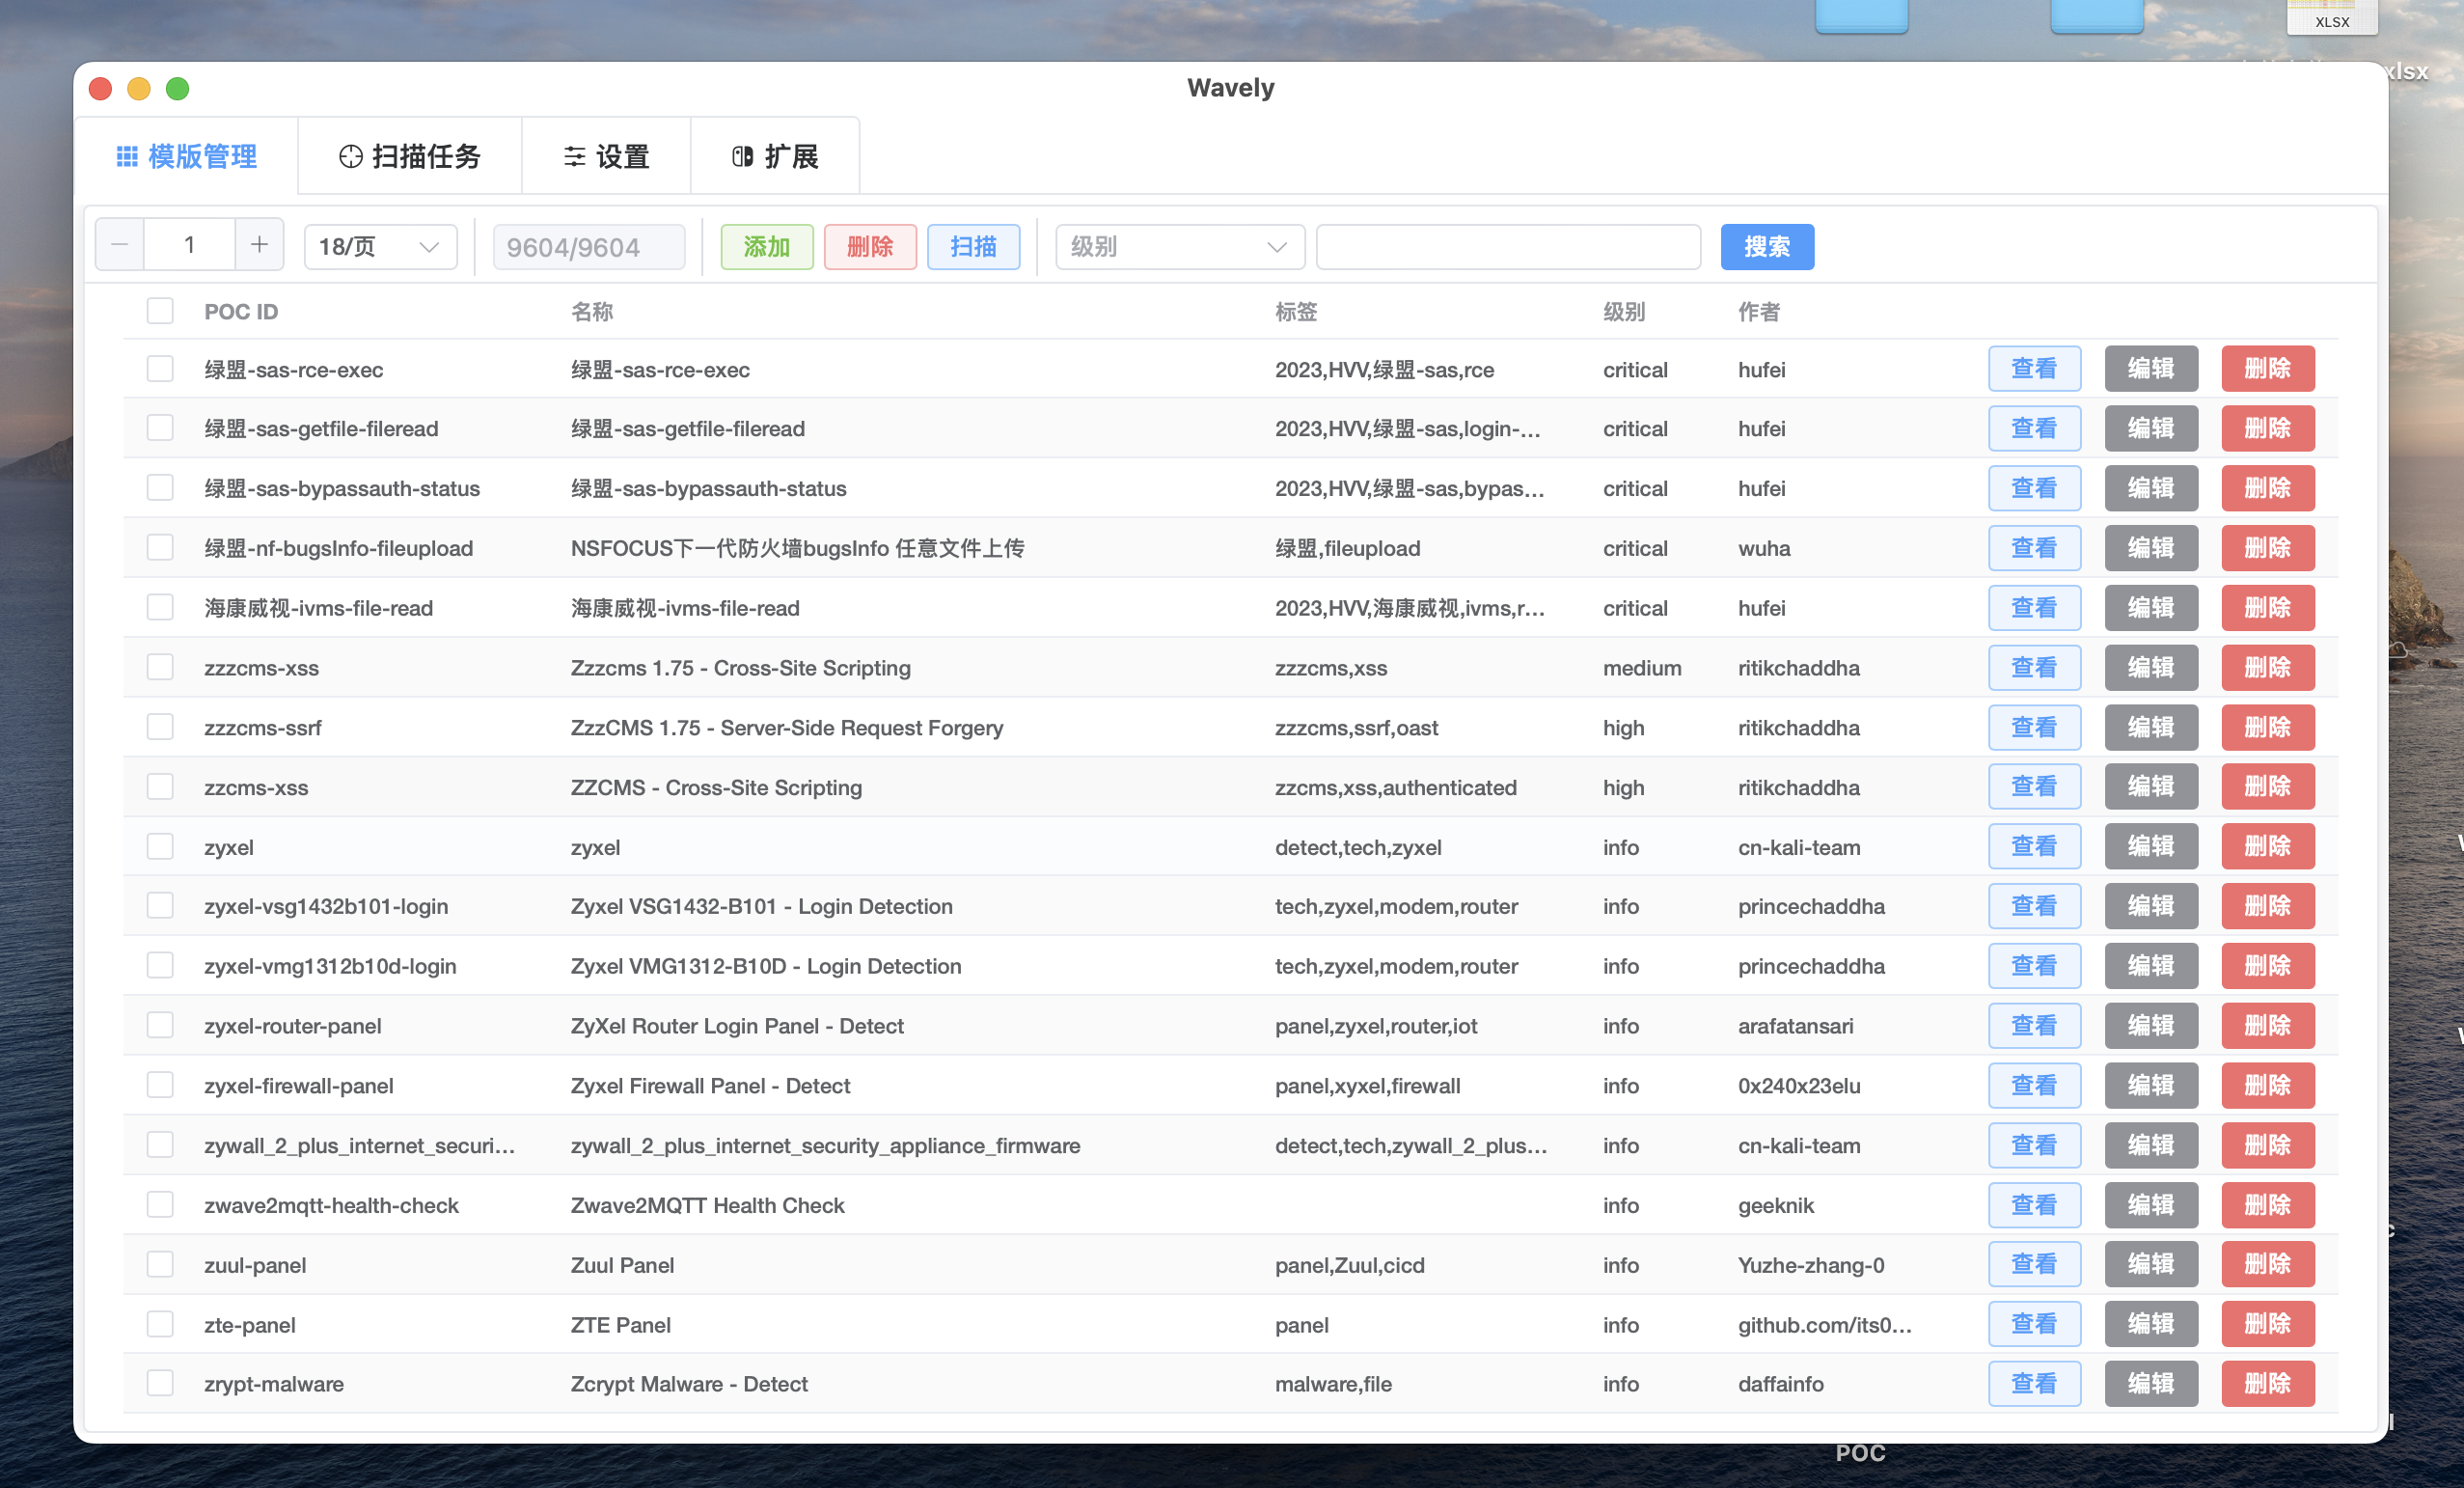 XLSX
xlsx
Wavely
模版管理 扫描任务 设置 扩展
1 18/页 9604/9604 添加 删除 扫描 级别 搜索
POC ID 名称 标签 级别 作者
绿盟-sas-rce-exec 绿盟-sas-rce-exec 2023,HVV,绿盟-sas,rce critical hufei 查看 编辑 删除
绿盟-sas-getfile-fileread 绿盟-sas-getfile-fileread 2023,HVV,绿盟-sas,login-... critical hufei 查看 编辑 删除
绿盟-sas-bypassauth-status 绿盟-sas-bypassauth-status 2023,HVV,绿盟-sas,bypas... critical hufei 查看 编辑 删除
绿盟-nf-bugsInfo-fileupload NSFOCUS下一代防火墙bugsInfo 任意文件上传 绿盟,fileupload critical wuha 查看 编辑 删除
海康威视-ivms-file-read 海康威视-ivms-file-read 2023,HVV,海康威视,ivms,r... critical hufei 查看 编辑 删除
zzzcms-xss Zzzcms 1.75 - Cross-Site Scripting zzzcms,xss medium ritikchaddha 查看 编辑 删除
zzzcms-ssrf ZzzCMS 1.75 - Server-Side Request Forgery zzzcms,ssrf,oast high ritikchaddha 查看 编辑 删除
zzcms-xss ZZCMS - Cross-Site Scripting zzcms,xss,authenticated high ritikchaddha 查看 编辑 删除
zyxel zyxel detect,tech,zyxel info cn-kali-team 查看 编辑 删除
zyxel-vsg1432b101-login Zyxel VSG1432-B101 - Login Detection tech,zyxel,modem,router info princechaddha 查看 编辑 删除
zyxel-vmg1312b10d-login Zyxel VMG1312-B10D - Login Detection tech,zyxel,modem,router info princechaddha 查看 编辑 删除
zyxel-router-panel ZyXel Router Login Panel - Detect panel,zyxel,router,iot info arafatansari 查看 编辑 删除
zyxel-firewall-panel Zyxel Firewall Panel - Detect panel,xyxel,firewall info 0x240x23elu 查看 编辑 删除
zywall_2_plus_internet_securi... zywall_2_plus_internet_security_appliance_firmware detect,tech,zywall_2_plus... info cn-kali-team 查看 编辑 删除
zwave2mqtt-health-check Zwave2MQTT Health Check info geeknik 查看 编辑 删除
zuul-panel Zuul Panel panel,Zuul,cicd info Yuzhe-zhang-0 查看 编辑 删除
zte-panel ZTE Panel panel info github.com/its0... 查看 编辑 删除
zrypt-malware Zcrypt Malware - Detect malware,file info daffainfo 查看 编辑 删除
POC